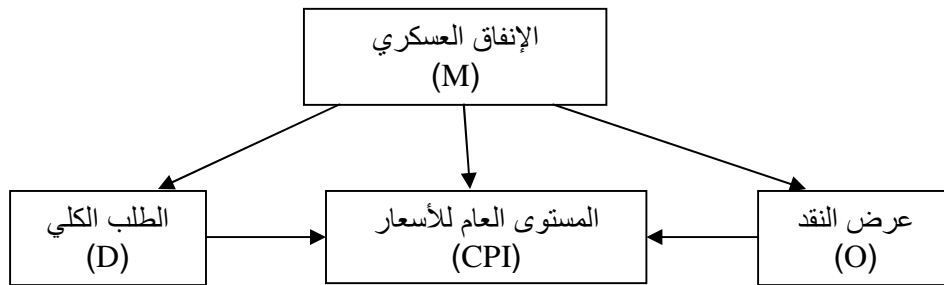 الإنفاق العسكري
(M)
عرض النقد
(O)
المستوى العام للأسعار
(CPI)
الطلب الكلي
(D)